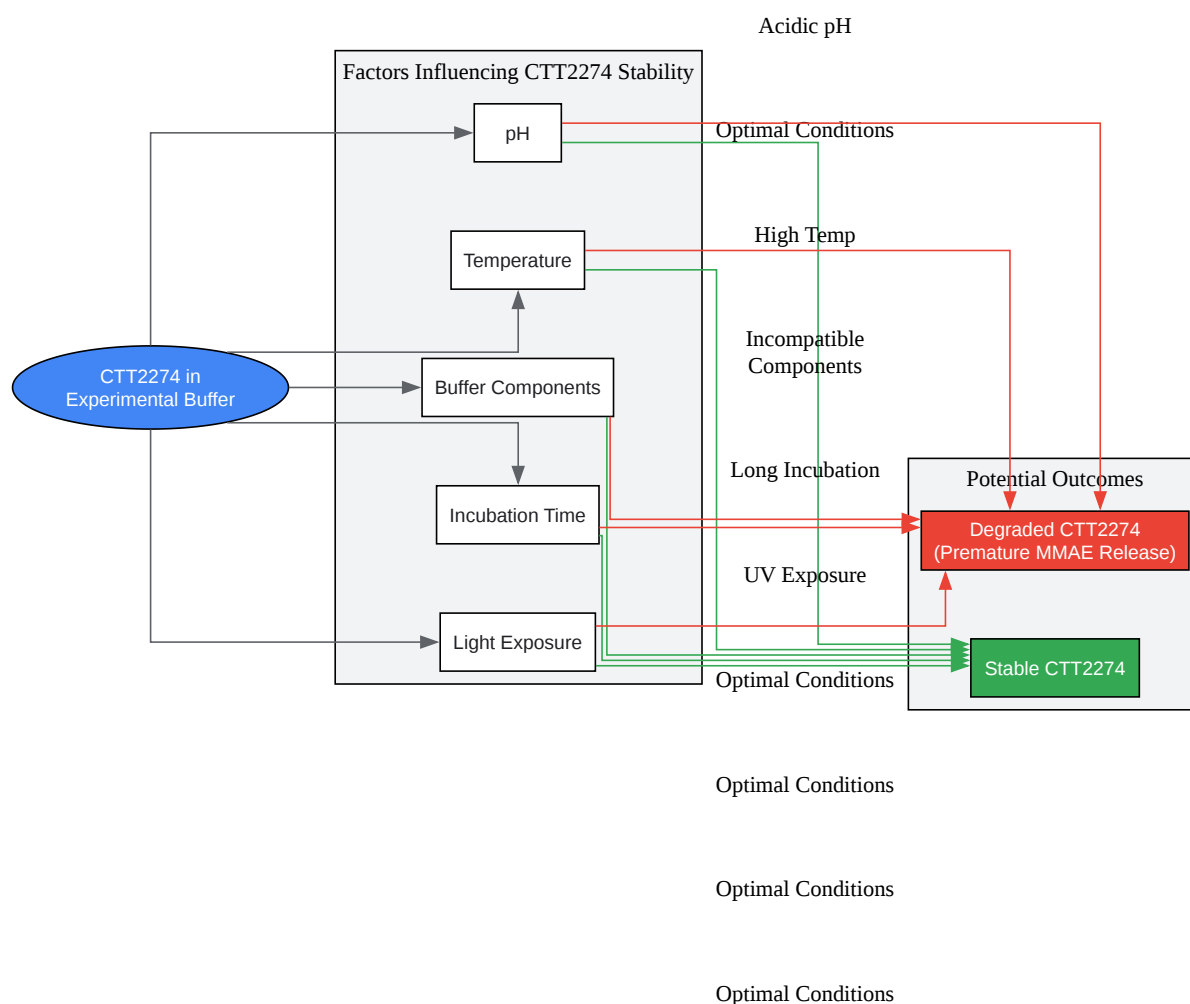 Acidic pH
Factors Influencing CTT2274 Stability
pH
Optimal Conditions
Temperature
High Temp
Incompatible
Components
CTT2274 in
Experimental Buffer
Buffer Components
Long Incubation
Potential Outcomes
Incubation Time
Degraded CTT2274
(Premature MMAE Release)
UV Exposure
Light Exposure
Stable CTT2274
Optimal Conditions
Optimal Conditions
Optimal Conditions
Optimal Conditions